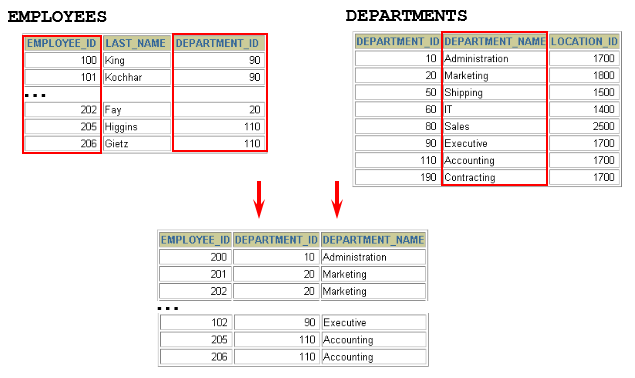 EMPLOYEES
EMPLOYEE_ID LAST_NAME DEPARTMENT_ID
100 King 90
101 Kochhar 90
...
202 Fay 20
205 Higgins 110
206 Gietz 110
DEPARTMENTS
DEPARTMENT_ID DEPARTMENT_NAME LOCATION_ID
10 Administration 1700
20 Marketing 1800
50 Shipping 1500
60 IT 1400
80 Sales 2500
90 Executive 1700
110 Accounting 1700
190 Contracting 1700
EMPLOYEE_ID DEPARTMENT_ID DEPARTMENT_NAME
200 10 Administration
201 20 Marketing
202 20 Marketing
...
102 90 Executive
205 110 Accounting
206 110 Accounting